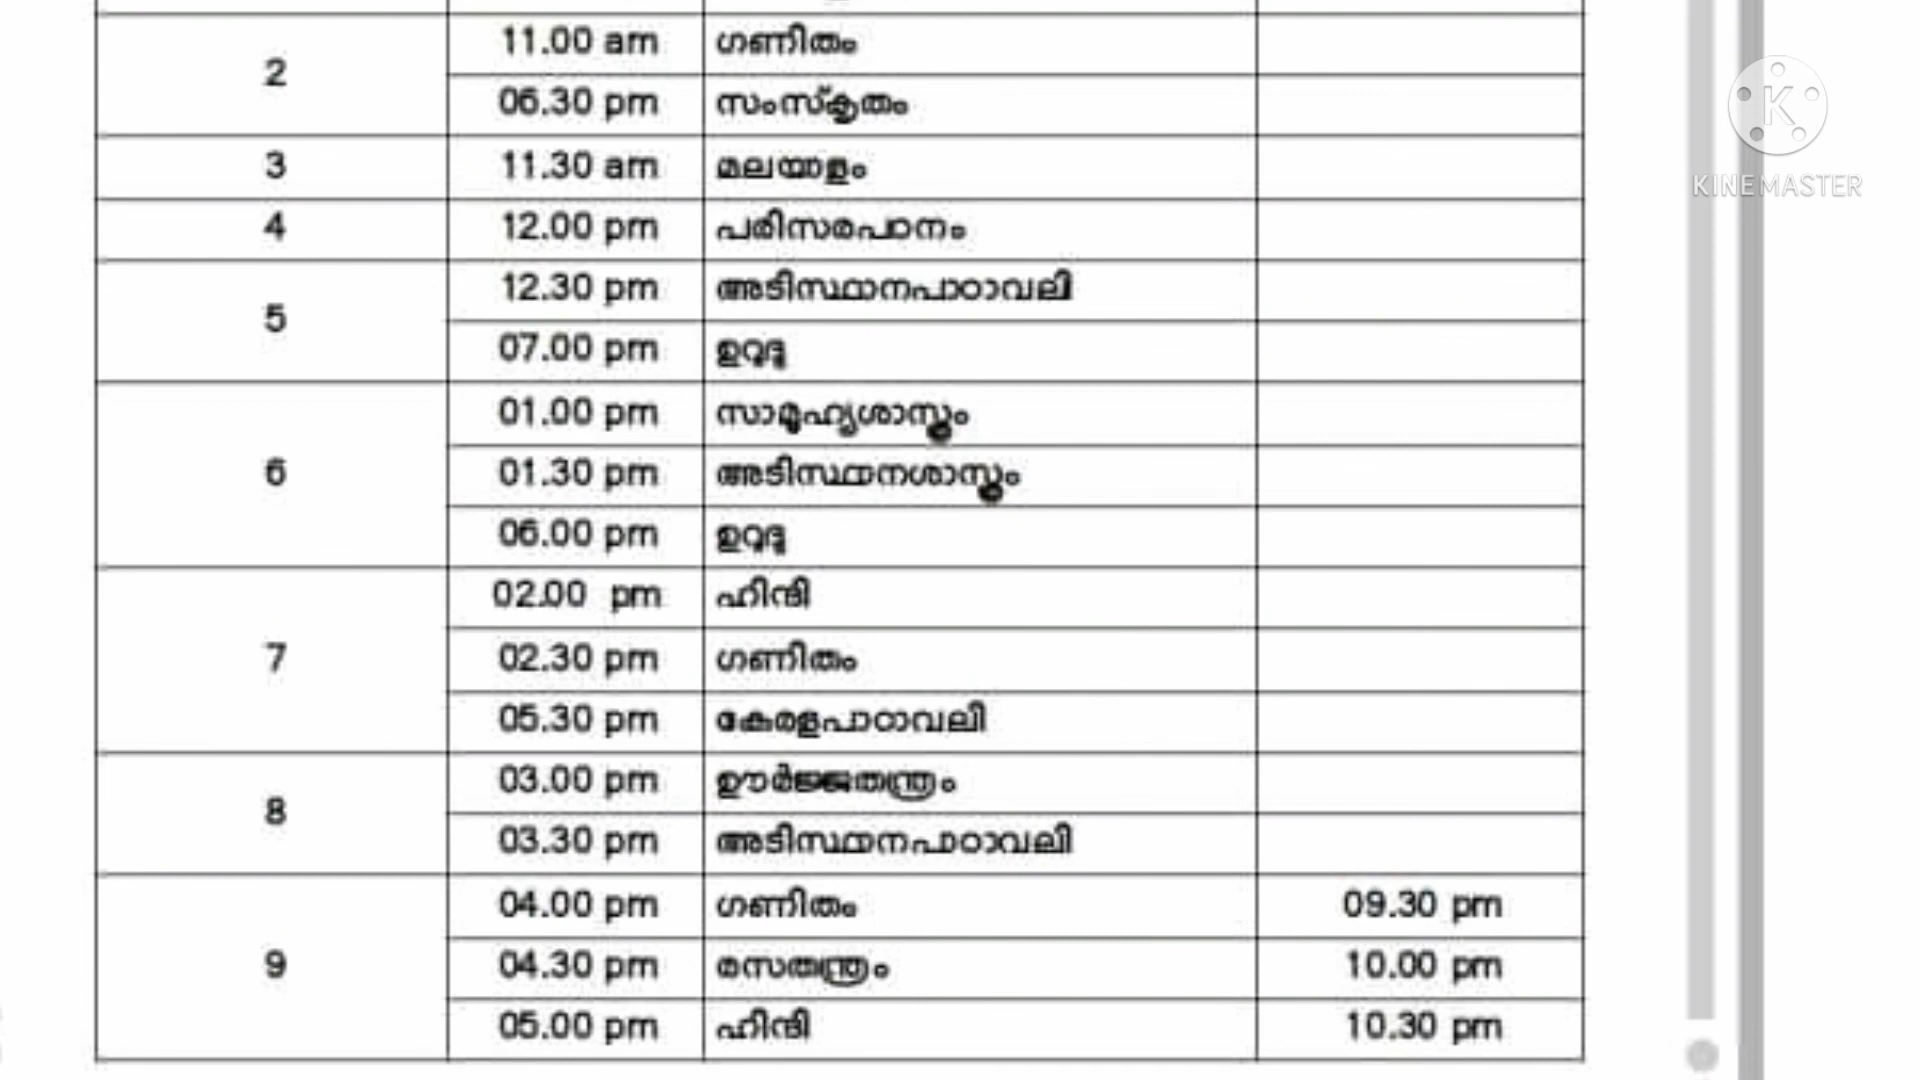 2
11.00 am ഗണിതം
06.30 pm സംസ്കൃതം
3 11.30 am മലയാളം
4 12.00 pm പരിസരപഠനം
5
12.30 pm അടിസ്ഥാനപാഠാവലി
07.00 pm ഉറുദു
6
01.00 pm സാമൂഹ്യശാസ്ത്രം
01.30 pm അടിസ്ഥാനശാസ്ത്രം
06.00 pm ഉറുദു
7
02.00 pm ഹിന്ദി
02.30 pm ഗണിതം
05.30 pm കേരളപാഠാവലി
8
03.00 pm ഊർജ്ജതന്ത്രം
03.30 pm അടിസ്ഥാനപാഠാവലി
9
04.00 pm ഗണിതം 09.30 pm
04.30 pm രസതന്ത്രം 10.00 pm
05.00 pm ഹിന്ദി 10.30 pm
K
KINEMASTER